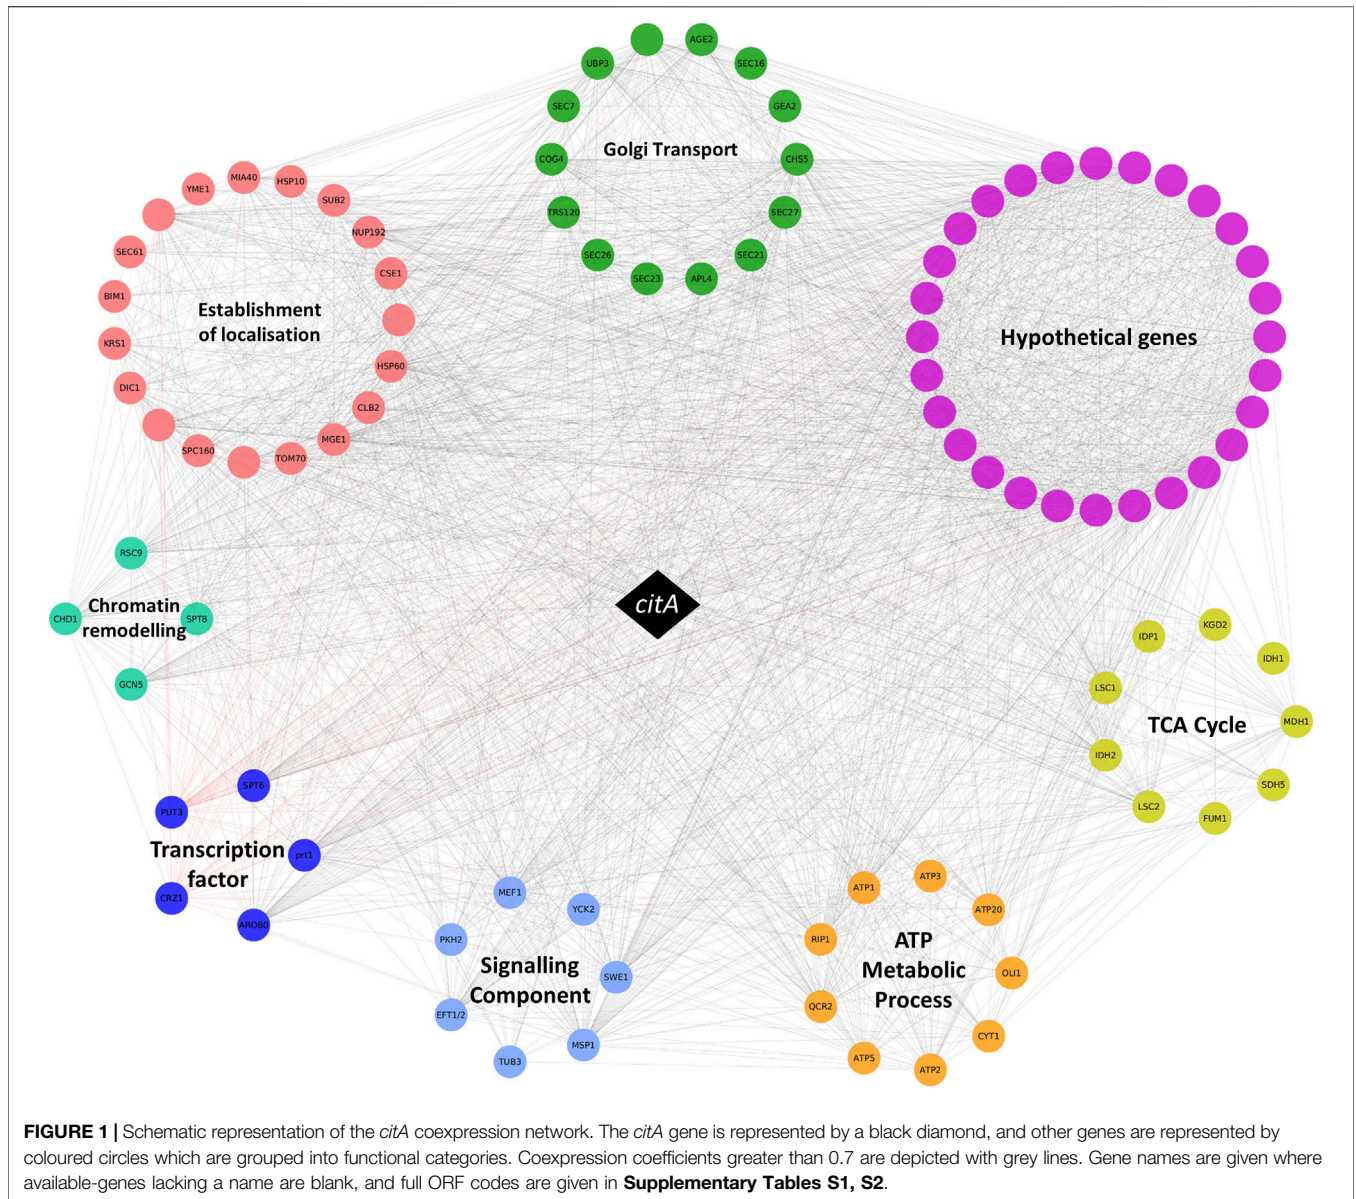 AGE2
UBP3
SEC16
SEC7
GEA2
Golgi Transport
COG4
CHS5
TRS120
SEC27
SEC26
SEC21
SEC23
APL4
MIA40
HSP10
YME1
SUB2
NUP192
SEC61
CSE1
BIM1
Establishment
of localisation
KRS1
HSP60
DIC1
CLB2
MGE1
SPC160
TOM70
Hypothetical genes
RSC9
Chromatin
remodelling
CHD1
SPT8
GCN5
citA
KGD2
IDP1
IDH1
LSC1
MDH1
TCA Cycle
IDH2
SDH5
LSC2
FUM1
SPT6
PUT3
Transcription
factor
prt1
CRZ1
ARO80
MEF1
YCK2
PKH2
Signalling
Component
SWE1
EFT1/2
MSP1
TUB3
ATP3
ATP1
ATP20
RIP1
ATP
Metabolic
Process
OLI1
QCR2
CYT1
ATP5
ATP2
FIGURE 1 | Schematic representation of the citA coexpression network. The citA gene is represented by a black diamond, and other genes are represented by
coloured circles which are grouped into functional categories. Coexpression coefficients greater than 0.7 are depicted with grey lines. Gene names are given where
available-genes lacking a name are blank, and full ORF codes are given in Supplementary Tables S1, S2.